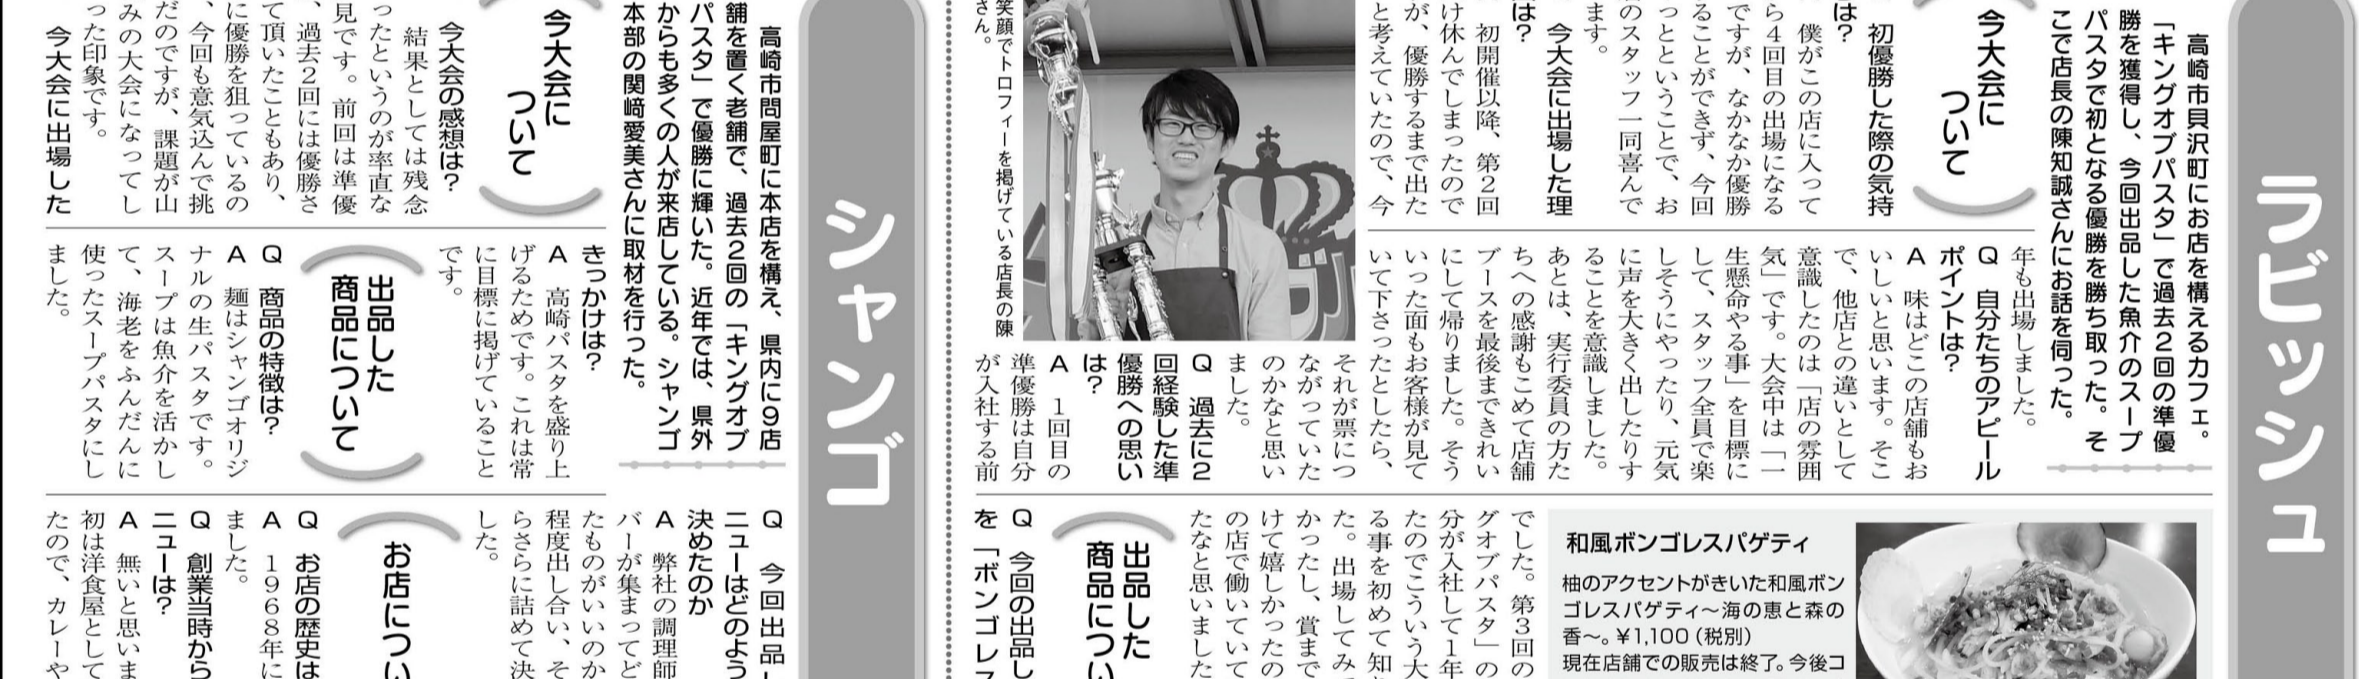 ラビッシュ
高崎市貝沢町にお店を構えるカフェ。
「キングオブパスタ」で過去２回の準優
勝を獲得し、今回出品した魚介のスープ
パスタで初となる優勝を勝ち取った。そ
こで店長の陳知誠さんにお話を伺った。
今大会に
ついて
初優勝した際の気持
は？
僕がこの店に入って
ら４回目の出場になる
ですが、なかなか優勝
ることができず、今回
っとということで、お
のスタッフ一同喜んで
ます。
今大会に出場した理
は？
初開催以降、第２回
け休んでしまったので
が、優勝するまで出た
と考えていたので、今
年も出場しました。
Ｑ　自分たちのアピール
ポイントは？
Ａ　味はどこの店舗もお
いしいと思います。そこ
で、他店との違いとして
意識したのは「店の雰囲
気」です。大会中は「一
生懸命やる事」を目標に
して、スタッフ全員で楽
しそうにやったり、元気
に声を大きく出したりす
ることを意識しました。
あとは、実行委員の方た
ちへの感謝もこめて店舗
ブースを最後まできれい
にして帰りました。そう
いった面もお客様が見て
いて下さったとしたら、
それが票につ
ながっていた
のかなと思い
ました。
Ｑ　過去に２
回経験した準
優勝への思い
は？
Ａ　１回目の
準優勝は自分
が入社する前
でした。第３回の
グオブパスタ」の
分が入社して１年
たのでこういう大
る事を初めて知
た。出場してみ
かったし、賞まで
けて嬉しかったの
の店で働いていて
たなと思いました
出品した
商品につい
Ｑ　今回の出品し
を「ボンゴレス
笑顔でトロフィーを掲げている店長の陳
さん。
和風ボンゴレスパゲティ
柚のアクセントがきいた和風ボン
ゴレスパゲティ～海の恵と森の
香～。¥1,100（税別）
現在店舗での販売は終了。今後コ
シャンゴ
高崎市問屋町に本店を構え、県内に９店
舗を置く老舗で、過去２回の「キングオブ
パスタ」で優勝に輝いた。近年では、県外
からも多くの人が来店している。シャンゴ
本部の関﨑愛美さんに取材を行った。
今大会に
ついて
今大会の感想は？
結果としては残念
ったというのが率直な
見です。前回は準優
、過去２回には優勝さ
て頂いたこともあり、
に優勝を狙っているの
、今回も意気込んで挑
だのですが、課題が山
みの大会になってし
った印象です。
今大会に出場した
きっかけは？
Ａ　高崎パスタを盛り上
げるためです。これは常
に目標に掲げていること
です。
出品した
商品について
Ｑ　商品の特徴は？
Ａ　麺はシャンゴオリジ
ナルの生パスタです。
スープは魚介を活かし
て、海老をふんだんに
使ったスープパスタにし
ました。
Ｑ　今回出品し
ニューはどのよう
決めたのか
Ａ　弊社の調理師
バーが集まってど
たものがいいのか
程度出し合い、そ
らさらに詰めて決
した。
お店につい
Ｑ　お店の歴史は
Ａ　1968年に
ました。
Ｑ　創業当時から
ニューは？
Ａ　無いと思いま
初は洋食屋として
たので、カレーや